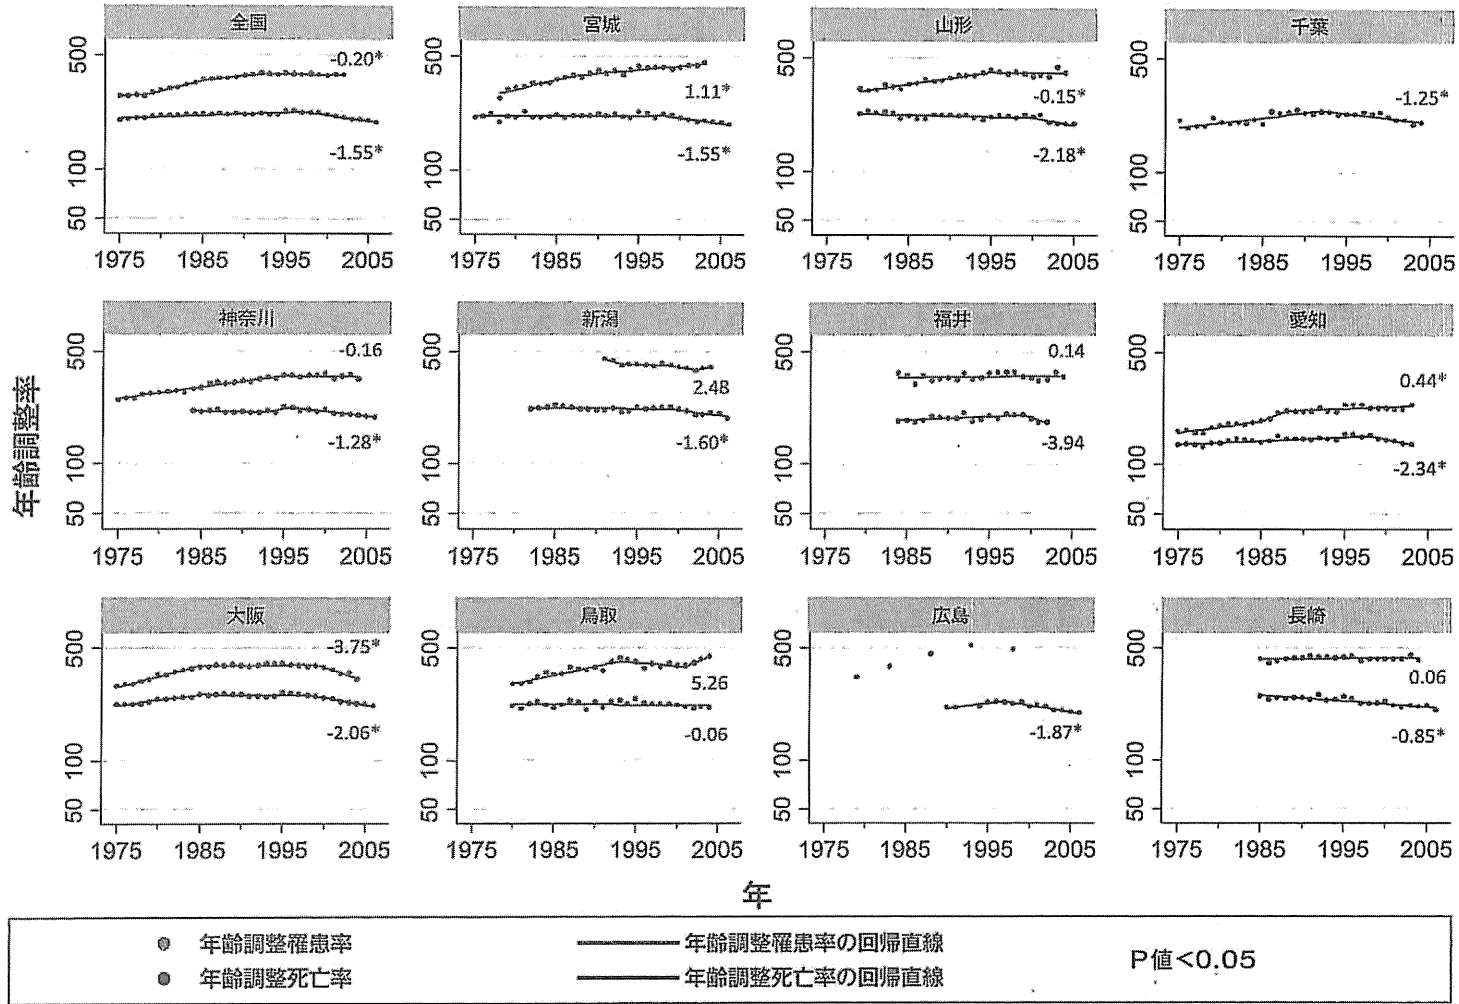 全国 宮城 山形 千葉
500 100 50 -0.20* -1.55* 1975 1985 1995 2005
500 100 50 1.11* -1.55* 1975 1985 1995 2005
500 100 50 -0.15* -2.18* 1975 1985 1995 2005
500 100 50 -1.25* 1975 1985 1995 2005
年齢調整率
神奈川 新潟 福井 愛知
500 100 50 -0.16 -1.28* 1975 1985 1995 2005
500 100 50 2.48 -1.60* 1975 1985 1995 2005
500 100 50 0.14 -3.94 1975 1985 1995 2005
500 100 50 0.44* -2.34* 1975 1985 1995 2005
大阪 鳥取 広島 長崎
500 100 50 -3.75* -2.06* 1975 1985 1995 2005
500 100 50 5.26 -0.06 1975 1985 1995 2005
500 100 50 -1.87* 1975 1985 1995 2005
500 100 50 0.06 -0.85* 1975 1985 1995 2005
年
年齢調整罹患率 年齢調整罹患率の回帰直線 P値<0.05
年齢調整死亡率 年齢調整死亡率の回帰直線